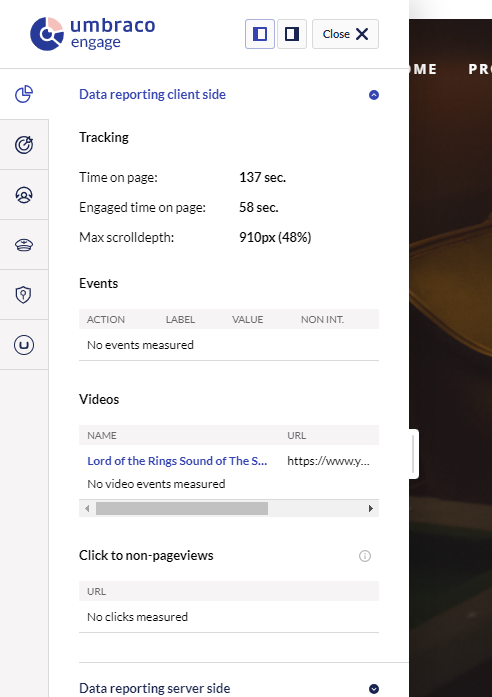 umbraco
engage
Close
OME PRO
Data reporting client side
Tracking
Time on page: 137 sec.
Engaged time on page: 58 sec.
Max scrolldepth: 910px (48%)
Events
ACTION LABEL VALUE NON INT.
No events measured
Videos
NAME URL
Lord of the Rings Sound of The S... https://www.y...
No video events measured
Click to non-pageviews
URL
No clicks measured
Data reporting server side